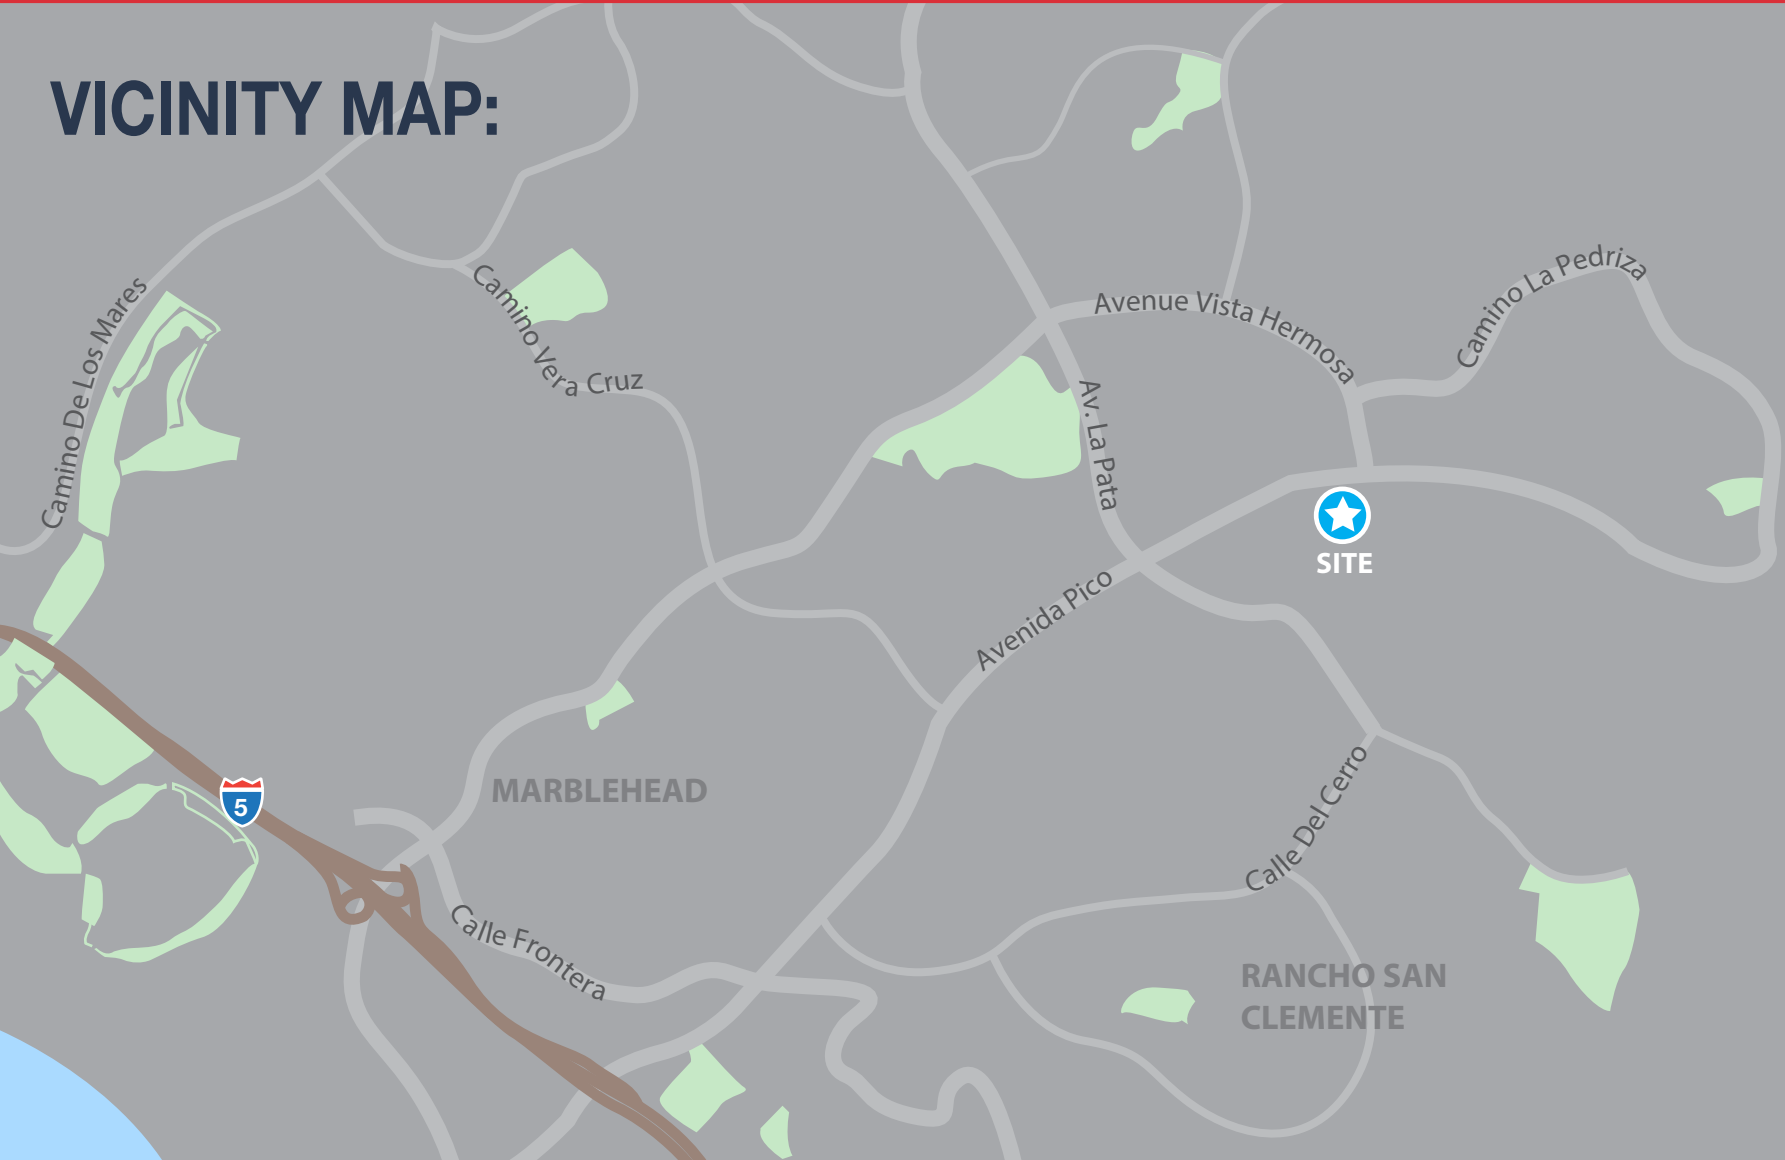 VICINITY MAP:
Camino De Los Mares
Camino Vera Cruz
Avenue Vista Hermosa
Camino La Pedriza
Av. La Pata
SITE
Avenida Pico
MARBLEHEAD
5
Calle Del Cerro
Calle Frontera
RANCHO SAN
CLEMENTE